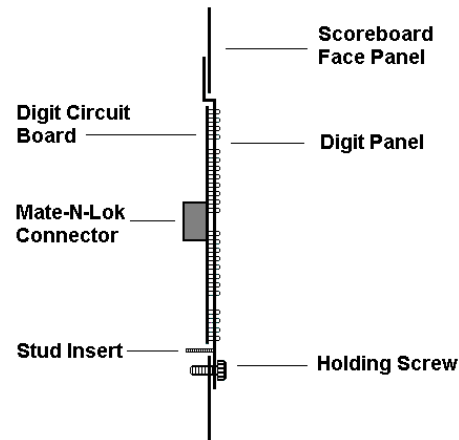 Scoreboard
Face Panel
Digit Circuit
Board
Digit Panel
Mate-N-Lok
Connector
Stud Insert
Holding Screw